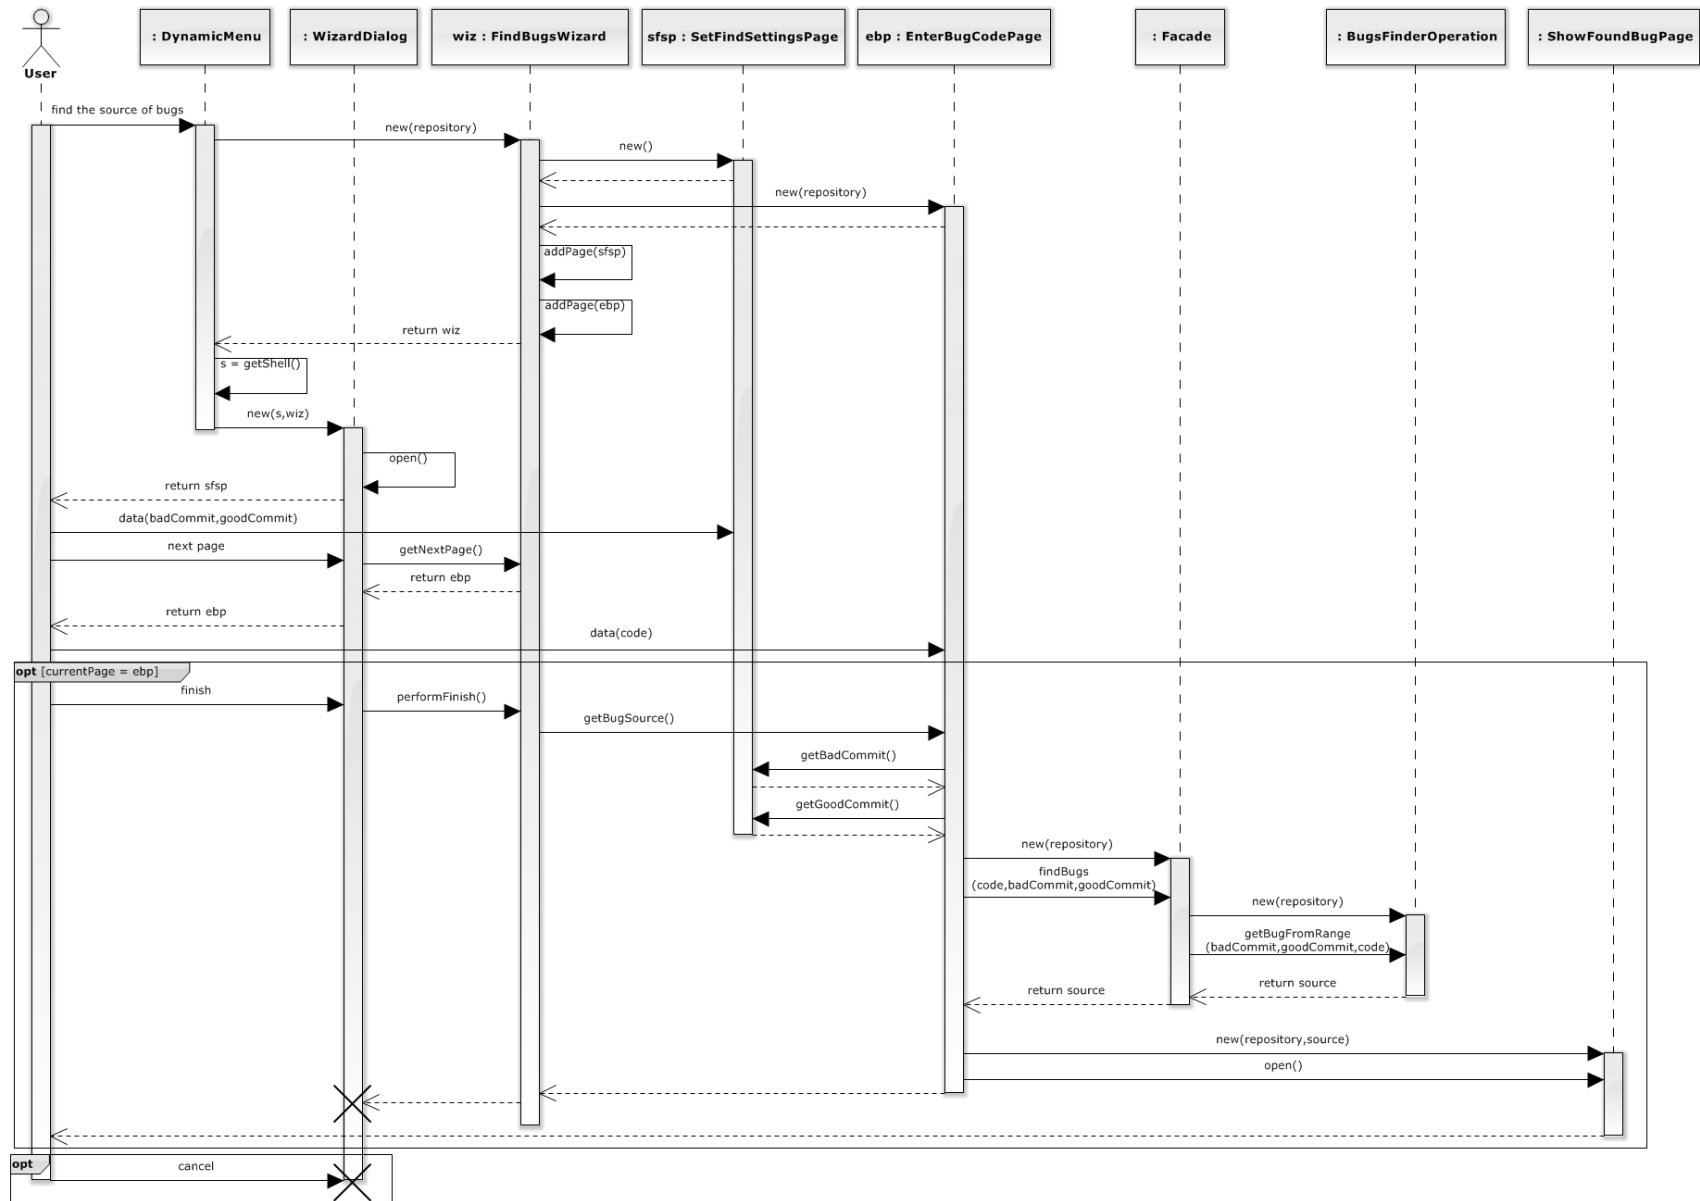 : DynamicMenu
: WizardDialog
wiz : FindBugsWizard
sfsp : SetFindSettingsPage
ebp : EnterBugCodePage
: Facade
: BugsFinderOperation
: ShowFoundBugPage
User
find the source of bugs
new(repository)
new()
new(repository)
addPage(sfsp)
addPage(ebp)
return wiz
s = getShell()
new(s,wiz)
open()
return sfsp
data(badCommit,goodCommit)
next page
getNextPage()
return ebp
return ebp
data(code)
opt [currentPage = ebp]
finish
performFinish()
getBugSource()
getBadCommit()
getGoodCommit()
new(repository)
findBugs
(code,badCommit,goodCommit)
new(repository)
getBugFromRange
(badCommit,goodCommit,code)
return source
return source
new(repository,source)
open()
opt
cancel